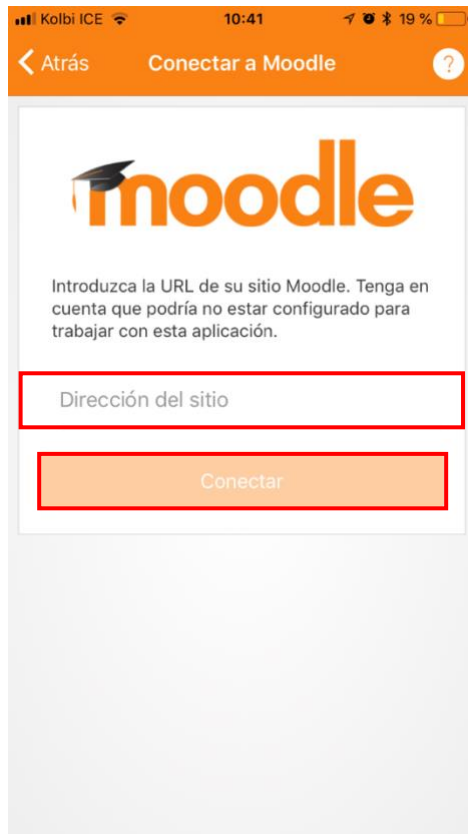 Kolbi ICE 10:41 19 %
Atrás Conectar a Moodle ?
moodle
Introduzca la URL de su sitio Moodle. Tenga en
cuenta que podría no estar configurado para
trabajar con esta aplicación.
Dirección del sitio
Conectar